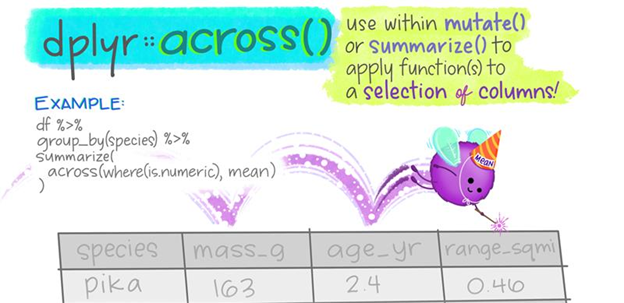 dplyr::across()
use within mutate()
or summarize() to
apply function(s) to
a selection of columns!
EXAMPLE:
df %>%
group_by(species) %>%
summarize(
across(where(is.numeric), mean)
)
MEAN
species mass_g age_yr range_sqmi
pika 163 2.4 0.46